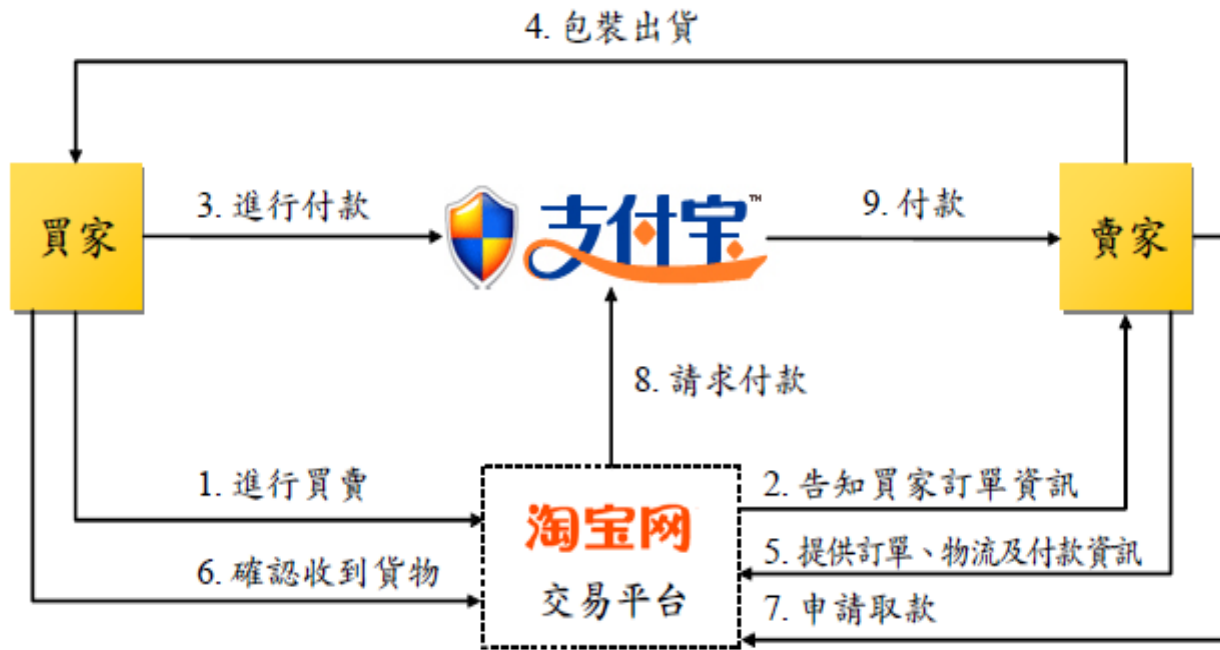 4. 包裝出貨
買家
3. 進行付款
支付宝™
9. 付款
賣家
8. 請求付款
1. 進行買賣
淘宝网
交易平台
2. 告知買家訂單資訊
6. 確認收到貨物
5. 提供訂單、物流及付款資訊
7. 申請取款